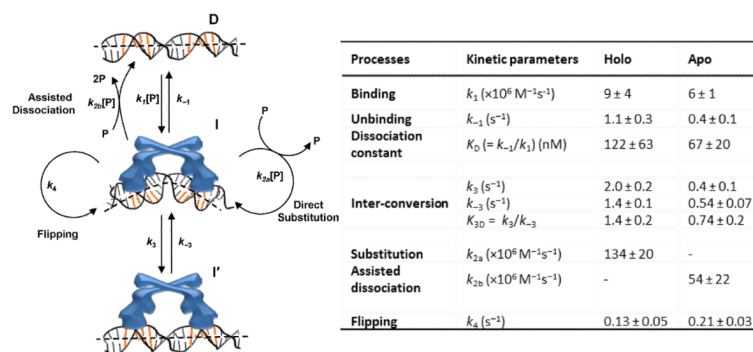 D
2P
Assisted
Dissociation
k2b[P]
k1[P]
k−1
P
I
P
P
k4
k2a[P]
Flipping
Direct
Substitution
k3
k−3
I′
Processes Kinetic parameters Holo Apo
Binding k1 (×10⁶ M⁻¹s-¹) 9 ± 4 6 ± 1
Unbinding k−1 (s⁻¹) 1.1 ± 0.3 0.4 ± 0.1
Dissociation
constant KD (= k−1/k1) (nM) 122 ± 63 67 ± 20
k3 (s⁻¹) 2.0 ± 0.2 0.4 ± 0.1
Inter-conversion k−3 (s⁻¹) 1.4 ± 0.1 0.54 ± 0.07
K3D = k3/k−3 1.4 ± 0.2 0.74 ± 0.2
Substitution k2a (×10⁶ M⁻¹s⁻¹) 134 ± 20 -
Assisted
dissociation k2b (×10⁶ M⁻¹s⁻¹) - 54 ± 22
Flipping k4 (s⁻¹) 0.13 ± 0.05 0.21 ± 0.03